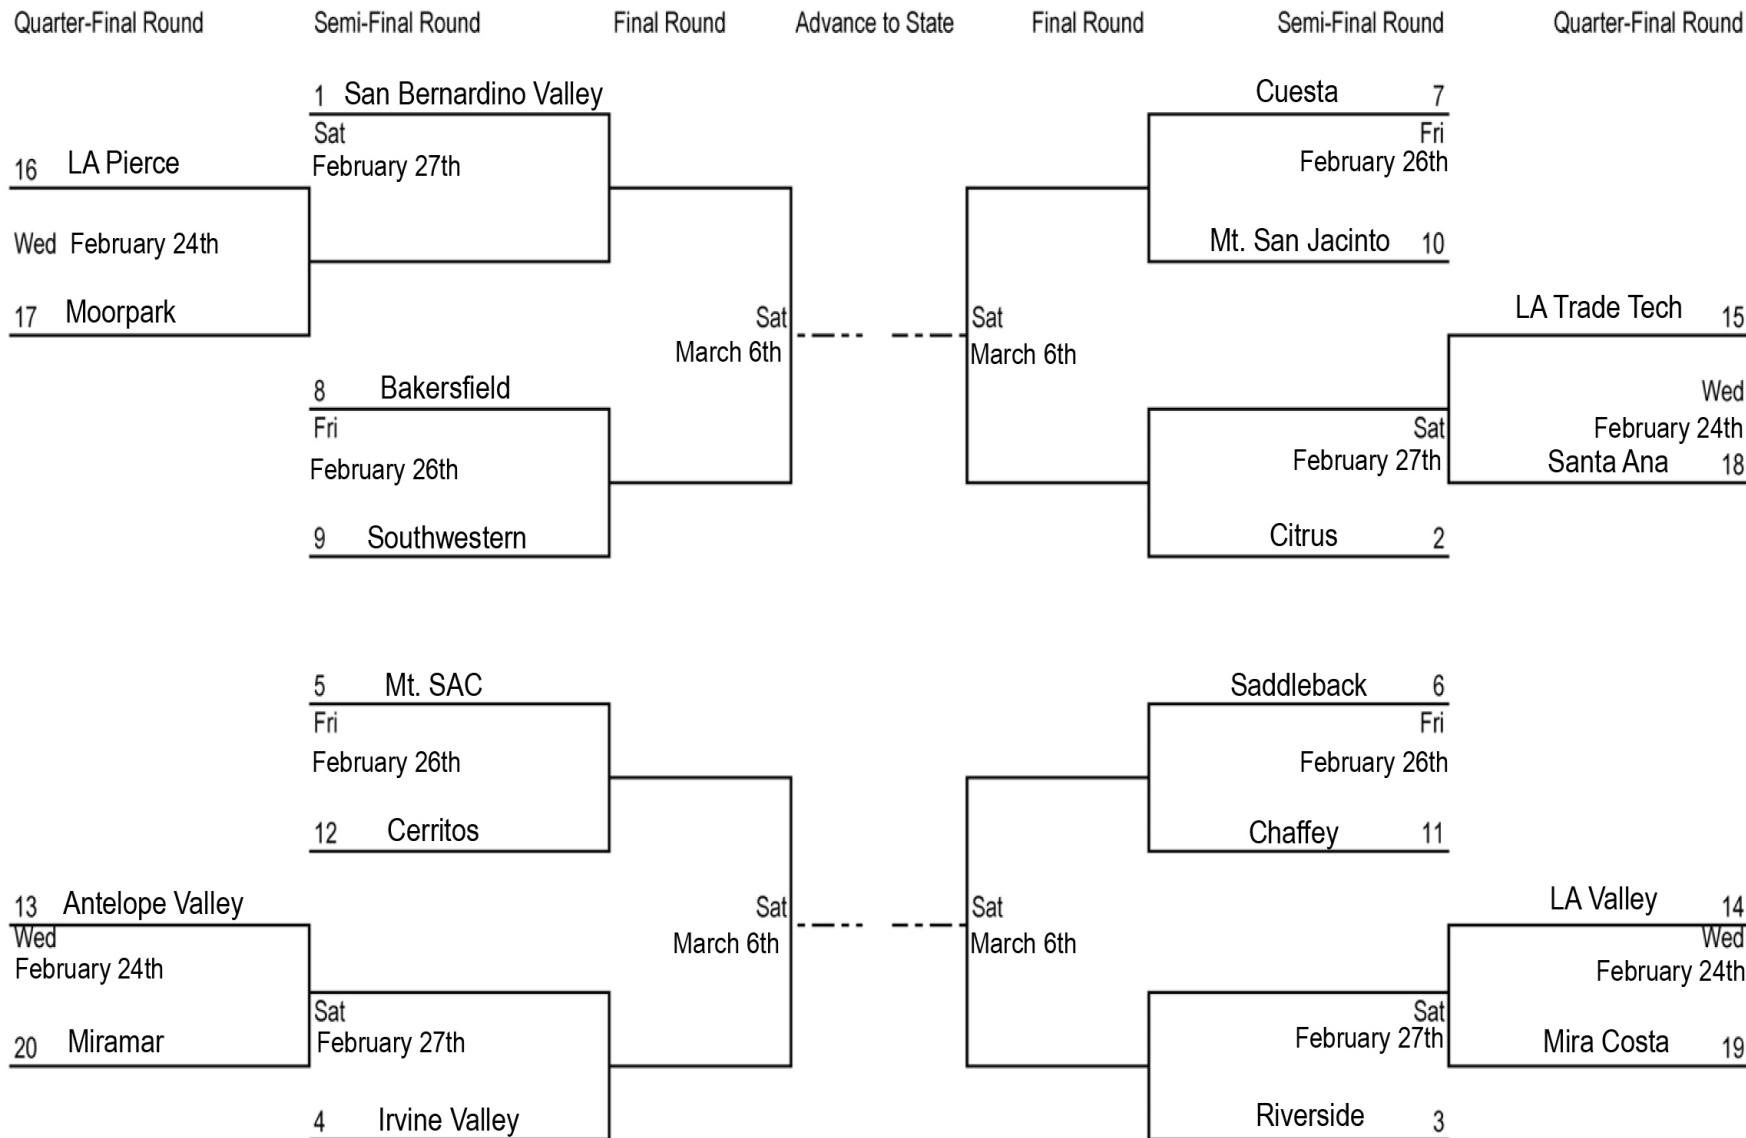 Quarter-Final Round Semi-Final Round Final Round Advance to State Final Round Semi-Final Round Quarter-Final Round
1 San Bernardino Valley
Sat
February 27th
16 LA Pierce
Wed February 24th
17 Moorpark
8 Bakersfield
Fri
February 26th
9 Southwestern
Sat
March 6th
Sat
March 6th
Cuesta 7
Fri
February 26th
Mt. San Jacinto 10
LA Trade Tech 15
Wed
February 24th
Santa Ana 18
Sat
February 27th
Citrus 2
5 Mt. SAC
Fri
February 26th
12 Cerritos
13 Antelope Valley
Wed
February 24th
20 Miramar
Sat
February 27th
4 Irvine Valley
Sat
March 6th
Sat
March 6th
Saddleback 6
Fri
February 26th
Chaffey 11
LA Valley 14
Wed
February 24th
Mira Costa 19
Sat
February 27th
Riverside 3